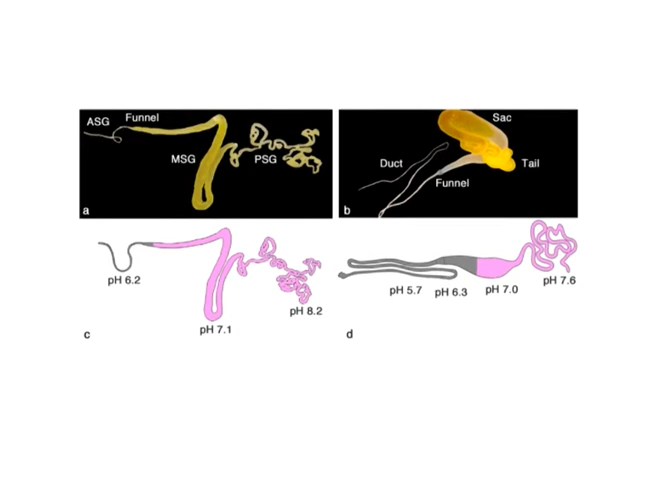 ASG
Funnel
MSG
PSG
a
Sac
Duct
Tail
Funnel
b
pH 6.2
pH 8.2
pH 7.1
c
pH 5.7
pH 6.3
pH 7.0
pH 7.6
d